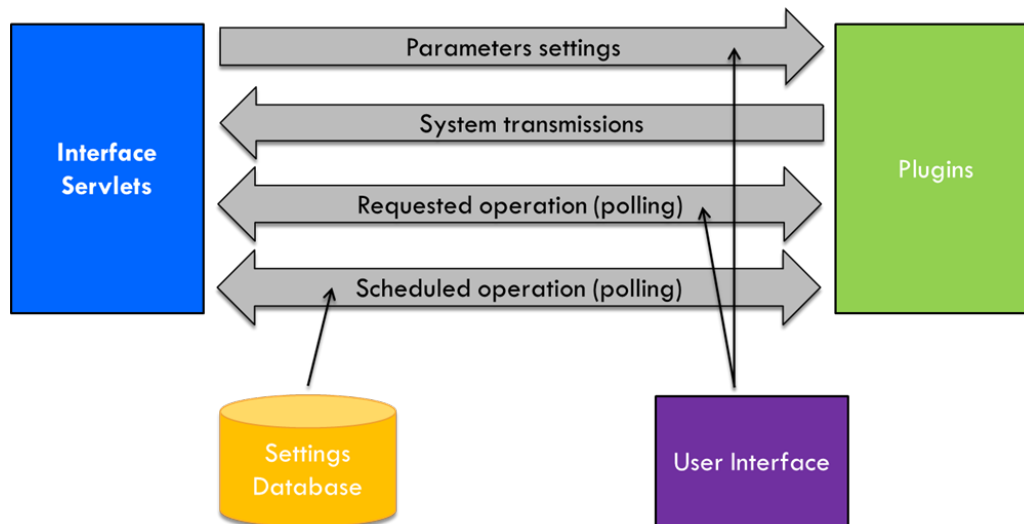 Parameters settings
System transmissions
Interface
Servlets
Plugins
Requested operation (polling)
Scheduled operation (polling)
Settings
Database
User Interface